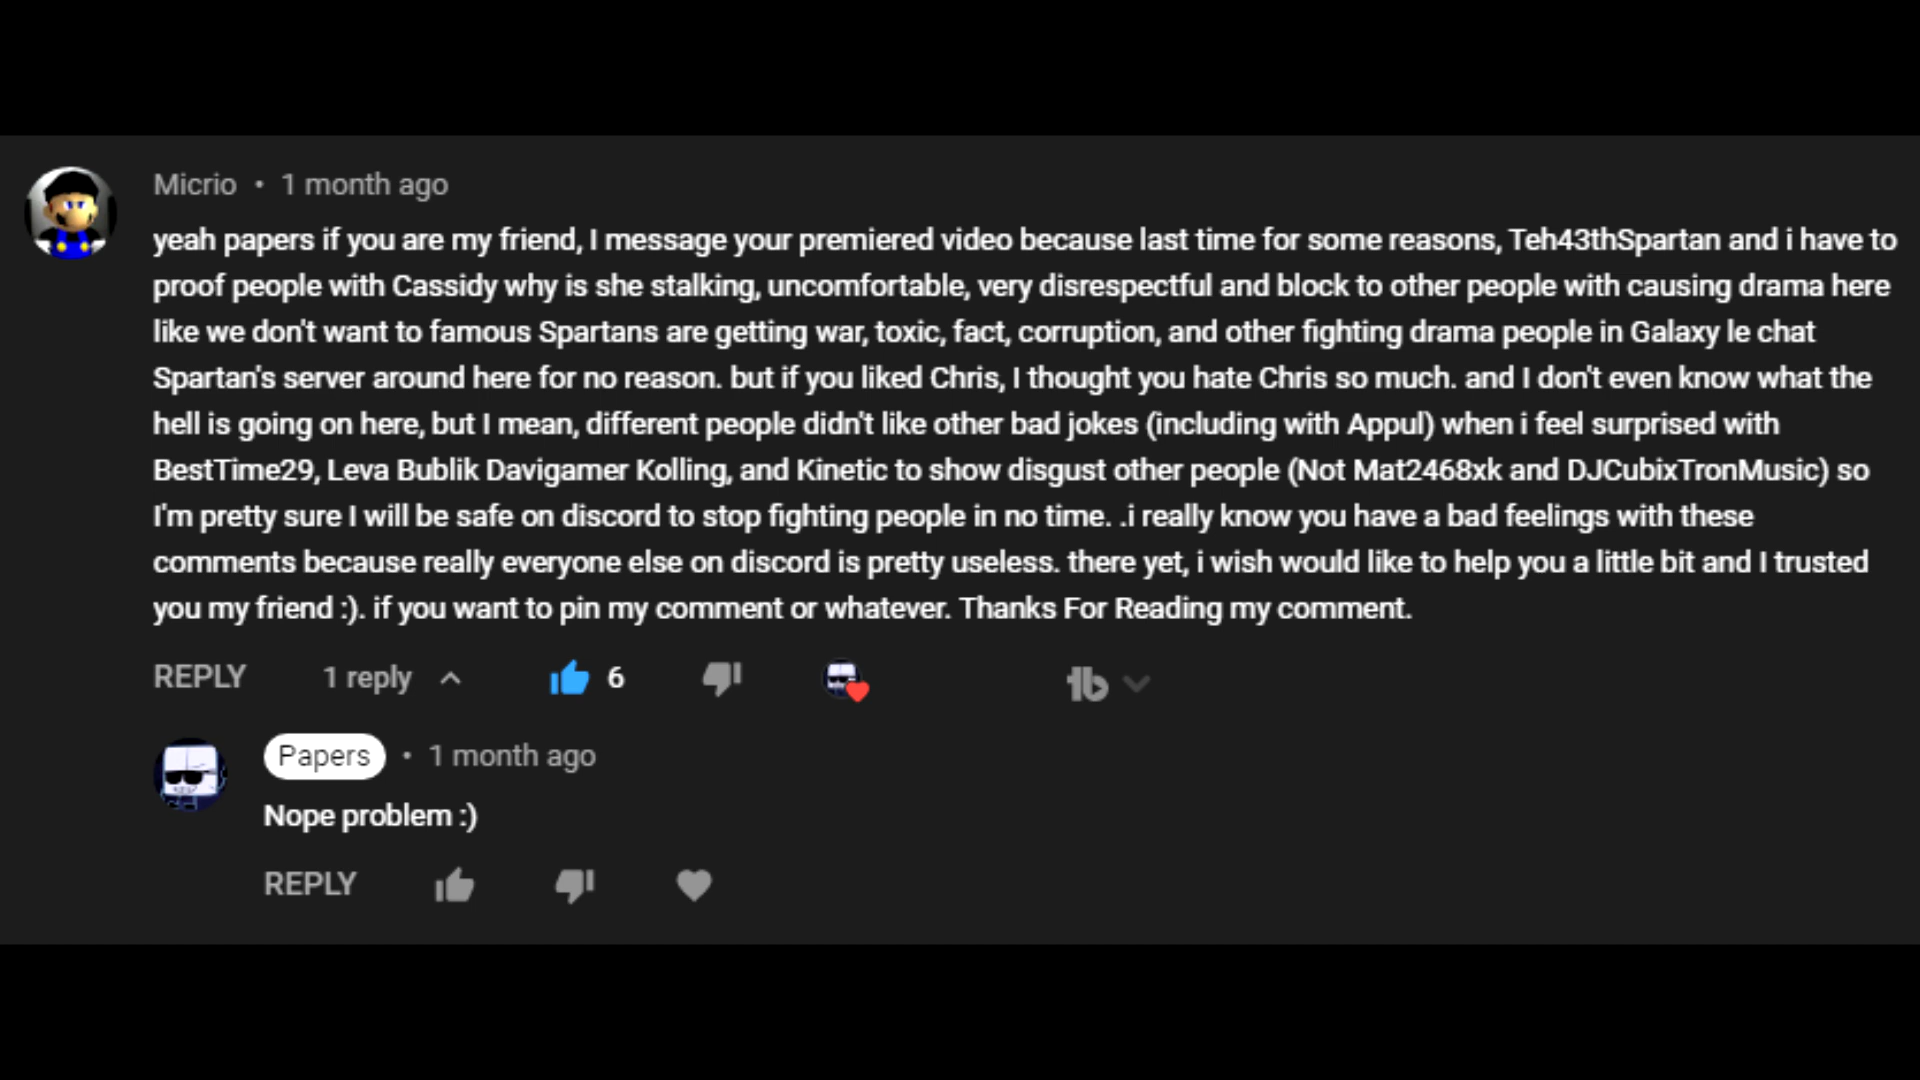 Micrio • 1 month ago
yeah papers if you are my friend, I message your premiered video because last time for some reasons, Teh43thSpartan and i have to
proof people with Cassidy why is she stalking, uncomfortable, very disrespectful and block to other people with causing drama here
like we don't want to famous Spartans are getting war, toxic, fact, corruption, and other fighting drama people in Galaxy le chat
Spartan's server around here for no reason. but if you liked Chris, I thought you hate Chris so much. and I don't even know what the
hell is going on here, but I mean, different people didn't like other bad jokes (including with Appul) when i feel surprised with
BestTime29, Leva Bublik Davigamer Kolling, and Kinetic to show disgust other people (Not Mat2468xk and DJCubixTronMusic) so
I'm pretty sure I will be safe on discord to stop fighting people in no time. .i really know you have a bad feelings with these
comments because really everyone else on discord is pretty useless. there yet, i wish would like to help you a little bit and I trusted
you my friend :). if you want to pin my comment or whatever. Thanks For Reading my comment.
REPLY 1 reply 6 tb
Papers • 1 month ago
Nope problem :)
REPLY